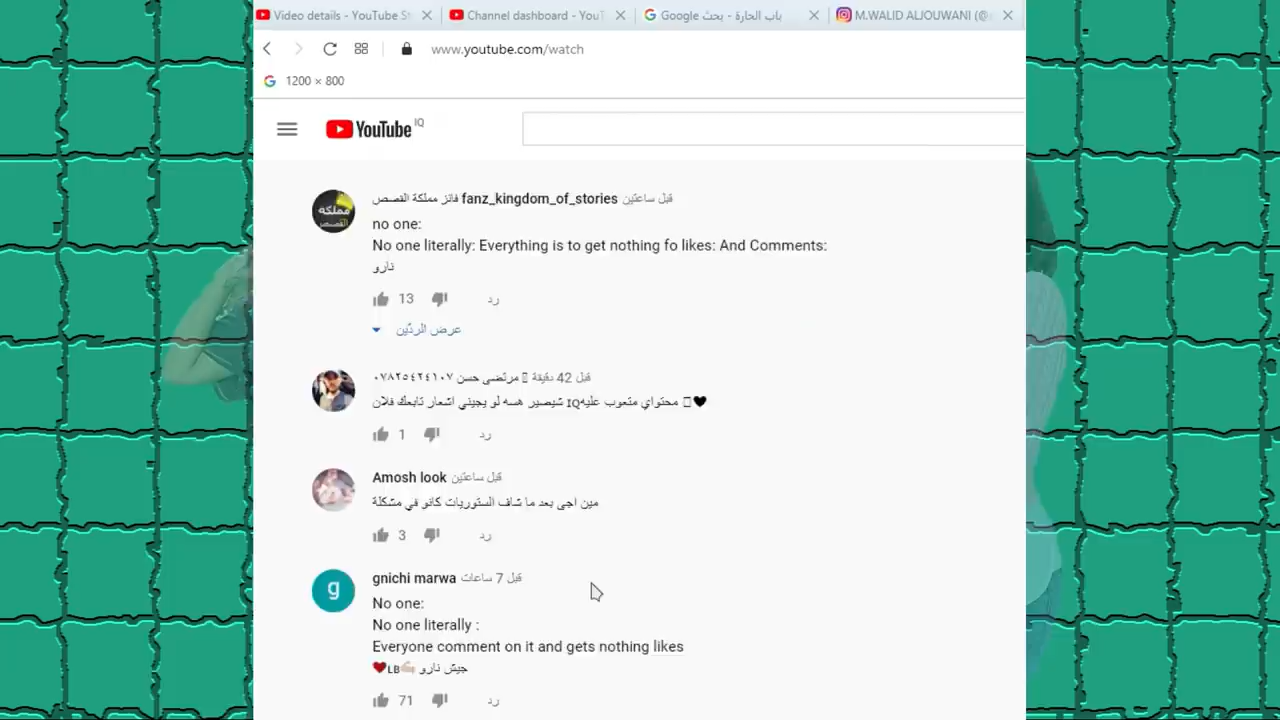 Video details - YouTube St
Channel dashboard - YouT
باب الحارة - بحث Google
M.WALID ALJOUWANI (@
www.youtube.com/watch
1200 × 800
YouTube IQ
فانز مملكة القصص fanz_kingdom_of_stories قبل ساعتين
no one:
No one literally: Everything is to get nothing fo likes: And Comments:
نارو
13 رد
عرض الردّين
مرتضى حسن ٠٧٨٢٥٤٢٤١٠٧ قبل 42 دقيقة
محتواي متعوب عليهIQ شيصير هسه لو يجيني اشعار تابعك فلان 🖤
1 رد
Amosh look قبل ساعتين
مين اجى بعد ما شاف الستوريات كانو في مشكلة
3 رد
g
gnichi marwa قبل 7 ساعات
No one:
No one literally :
Everyone comment on it and gets nothing likes
❤️LB💪🏻 جيش نارو
71 رد